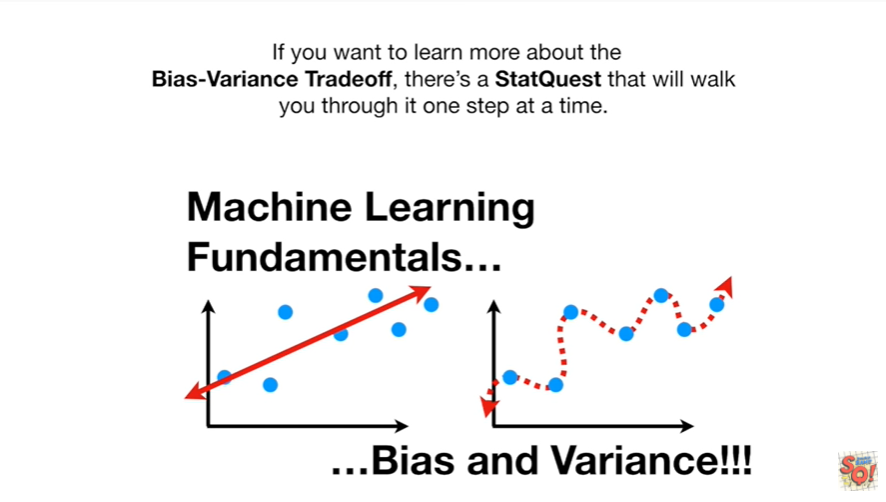 If you want to learn more about the
Bias-Variance Tradeoff, there's a StatQuest that will walk
you through it one step at a time.
Machine Learning
Fundamentals...
...Bias and Variance!!!
SQ!